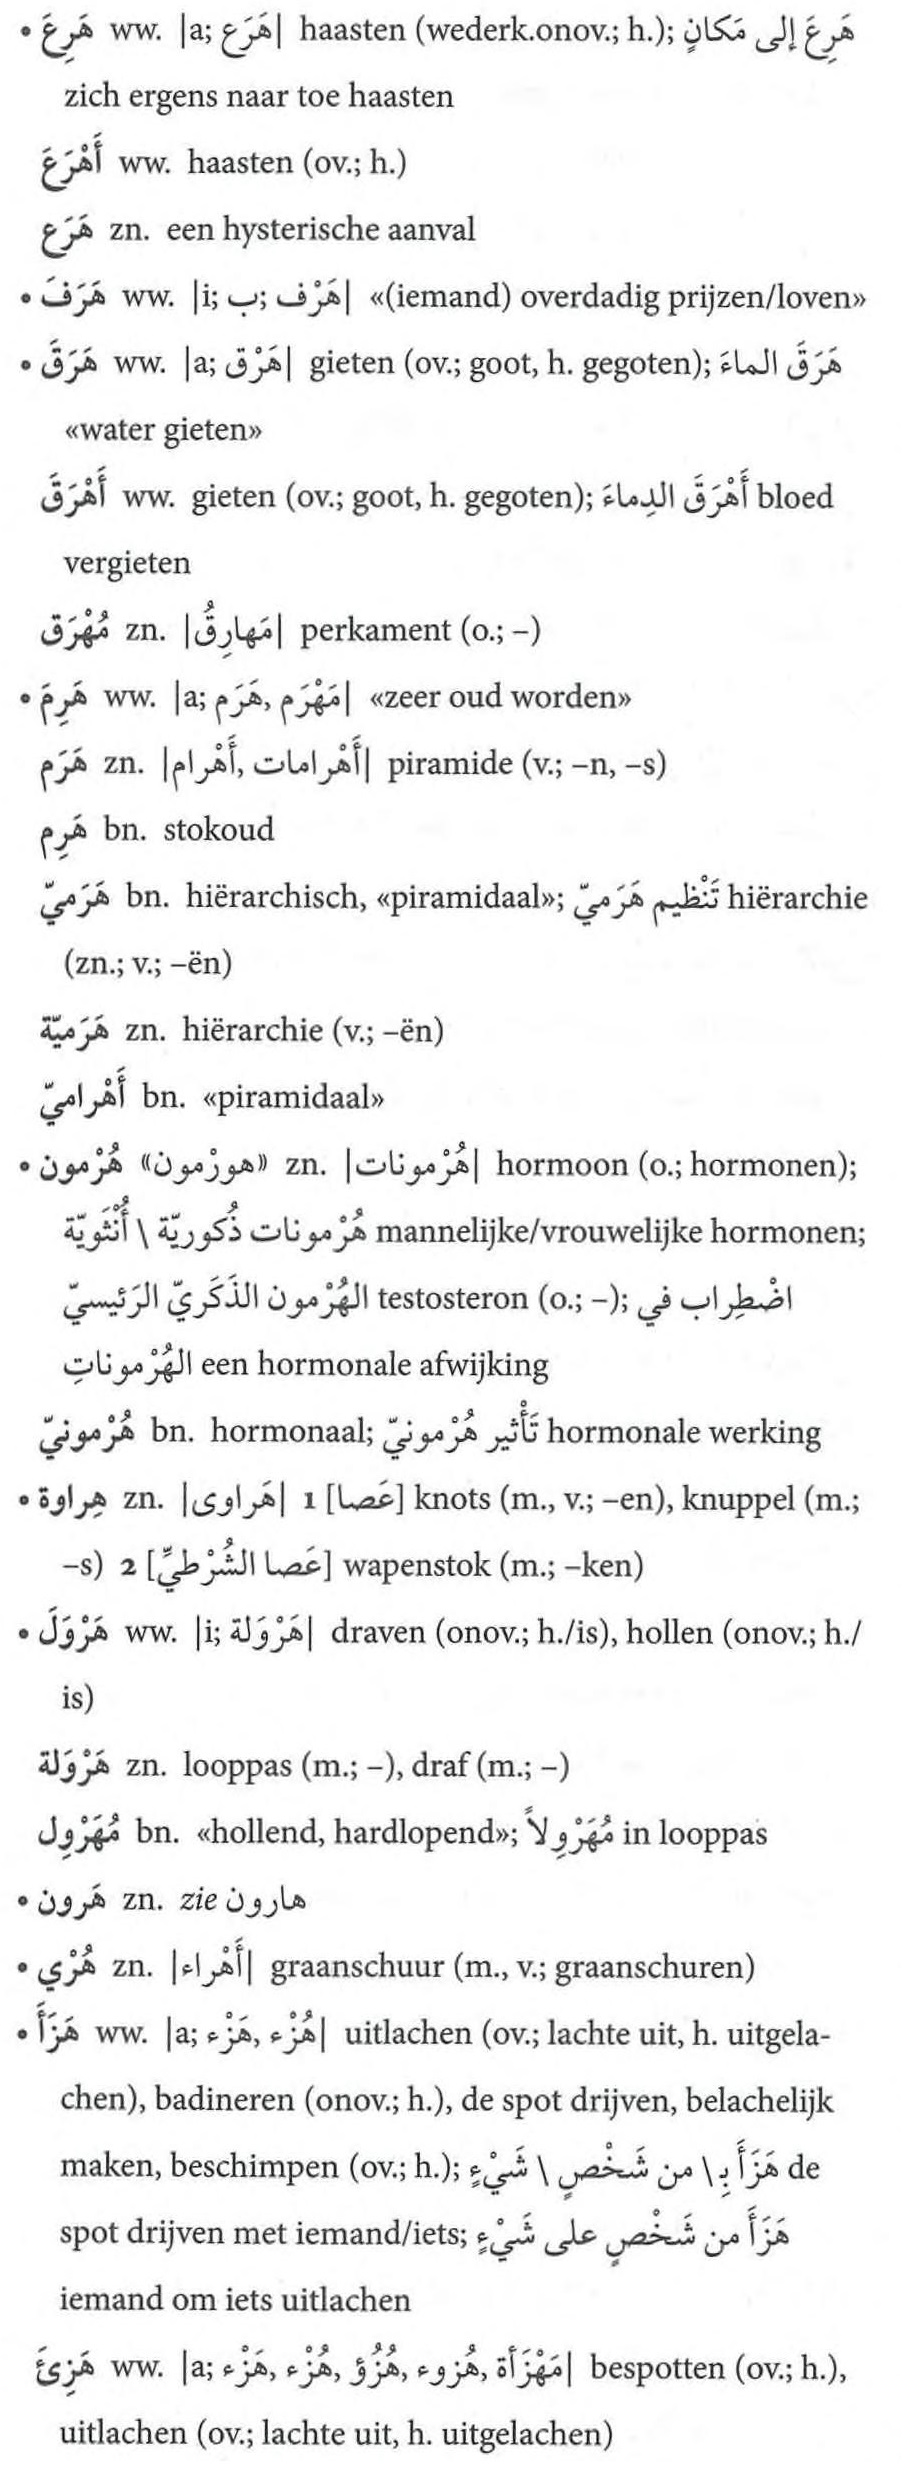 • هَرِعَ ww. |a; هَرَع| haasten (wederk.onov.; h.); هَرِعَ إلى مَكانٍ
zich ergens naar toe haasten
أَهْرَعَ ww. haasten (ov.; h.)
هَرَع zn. een hysterische aanval
• هَرَفَ ww. |i; ب; هَرْف| «(iemand) overdadig prijzen/loven»
• هَرَقَ ww. |a; هَرْق| gieten (ov.; goot, h. gegoten); هَرَقَ الماءَ
«water gieten»
أَهْرَقَ ww. gieten (ov.; goot, h. gegoten); أَهْرَقَ الدِماءَ bloed
vergieten
مُهْرَق zn. |مَهارِقُ| perkament (o.; –)
• هَرِمَ ww. |a; هَرَم, مَهْرَم| «zeer oud worden»
هَرَم zn. |أَهْرام, أَهْرامات| piramide (v.; –n, –s)
هَرِم bn. stokoud
هَرَميّ bn. hiërarchisch, «piramidaal»; تَنْظيم هَرَميّ hiërarchie
(zn.; v.; –ën)
هَرَميّة zn. hiërarchie (v.; –ën)
أَهْراميّ bn. «piramidaal»
• هُرْمون «هورْمون» zn. |هُرْمونات| hormoon (o.; hormonen);
هُرْمونات ذُكوريّة \ أُنْثَويّة mannelijke/vrouwelijke hormonen;
الهُرْمون الذَكَريّ الرَئيسيّ testosteron (o.; –); اضْطِراب في
الهُرْموناتِ een hormonale afwijking
هُرْمونيّ bn. hormonaal; تَأْثير هُرْمونيّ hormonale werking
• هِراوة zn. |هَراوى| 1 [عَصا] knots (m., v.; –en), knuppel (m.;
–s) 2 [عَصا الشُرْطيِّ] wapenstok (m.; –ken)
• هَرْوَلَ ww. |i; هَرْوَلة| draven (onov.; h./is), hollen (onov.; h./
is)
هَرْوَلة zn. looppas (m.; –), draf (m.; –)
مُهَرْوِل bn. «hollend, hardlopend»; مُهَرْوِلاً in looppas
• هَرون zn. zie هارون
• هُرْي zn. |أَهْراء| graanschuur (m., v.; graanschuren)
• هَزَأَ ww. |a; هَزْء, هُزْء| uitlachen (ov.; lachte uit, h. uitgela-
chen), badineren (onov.; h.), de spot drijven, belachelijk
maken, beschimpen (ov.; h.); هَزَأَ بِ \ من شَخْصٍ \ شَيْءٍ de
spot drijven met iemand/iets; هَزَأَ من شَخْصٍ على شَيْءٍ
iemand om iets uitlachen
هَزِئَ ww. |a; هَزْء, هُزْء, هُزُؤ, هُزوء, مَهْزَأة| bespotten (ov.; h.),
uitlachen (ov.; lachte uit, h. uitgelachen)